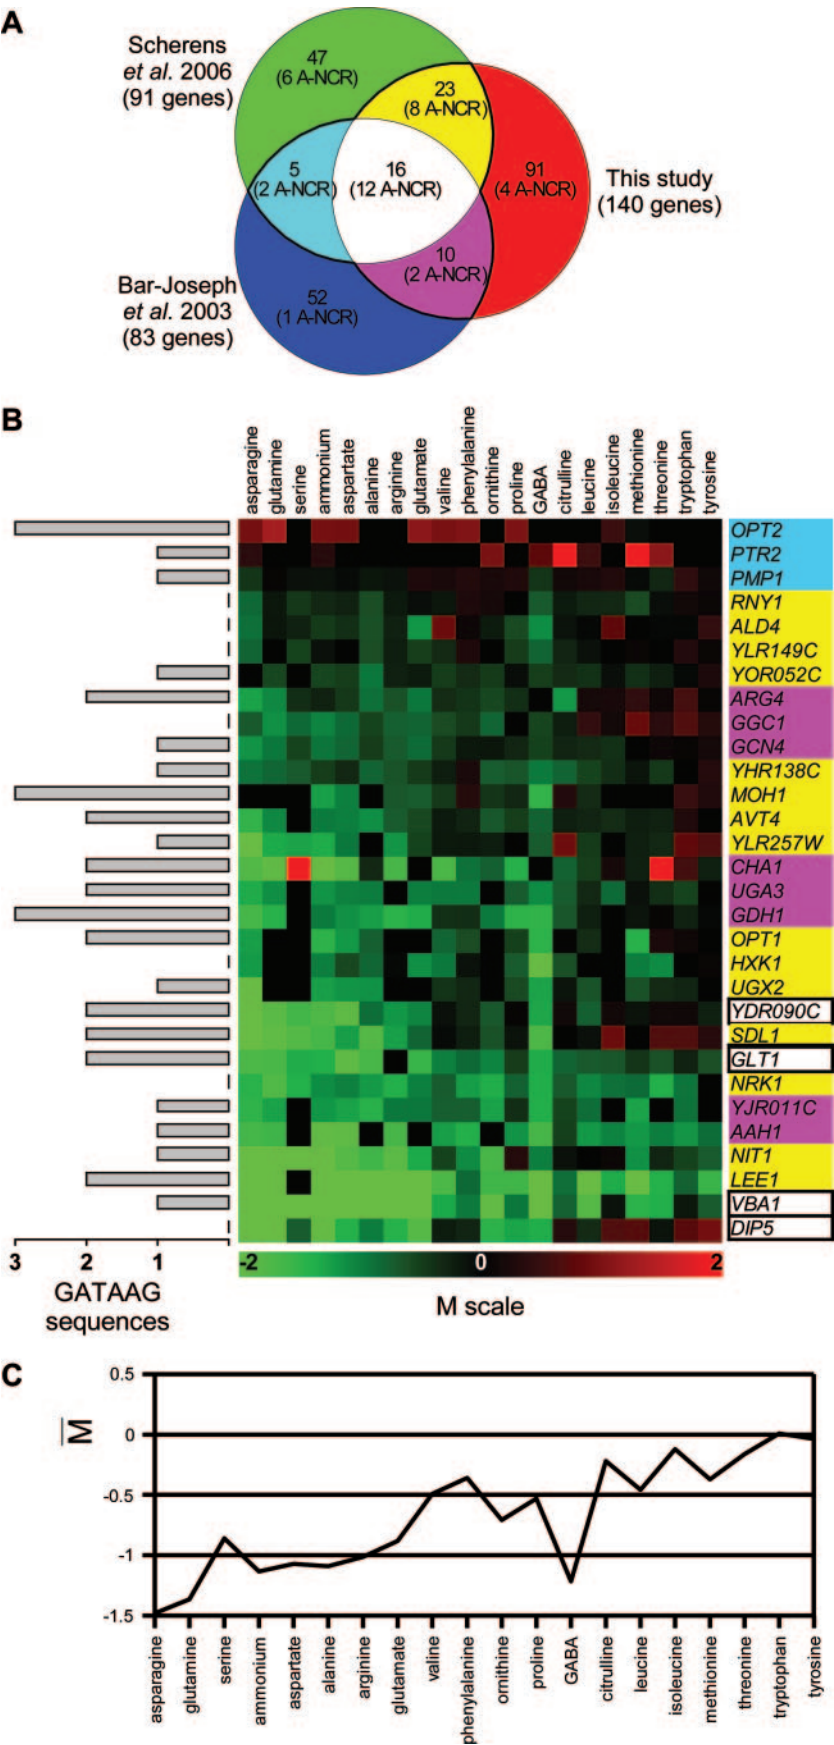 A
Scherens
et al. 2006
(91 genes)
47
(6 A-NCR)
23
(8 A-NCR)
5
(2 A-NCR)
16
(12 A-NCR)
91
(4 A-NCR)
This study
(140 genes)
10
(2 A-NCR)
Bar-Joseph
et al. 2003
(83 genes)
52
(1 A-NCR)
B
asparagine
glutamine
serine
ammonium
aspartate
alanine
arginine
glutamate
valine
phenylalanine
ornithine
proline
GABA
citrulline
leucine
isoleucine
methionine
threonine
tryptophan
tyrosine
OPT2
PTR2
PMP1
RNY1
ALD4
YLR149C
YOR052C
ARG4
GGC1
GCN4
YHR138C
MOH1
AVT4
YLR257W
CHA1
UGA3
GDH1
OPT1
HXK1
UGX2
YDR090C
SDL1
GLT1
NRK1
YJR011C
AAH1
NIT1
LEE1
VBA1
DIP5
3 2 1
-2 0 2
GATAAG
sequences
M scale
C
M
0.5
0
-0.5
-1
-1.5
asparagine
glutamine
serine
ammonium
aspartate
alanine
arginine
glutamate
valine
phenylalanine
ornithine
proline
GABA
citrulline
leucine
isoleucine
methionine
threonine
tryptophan
tyrosine